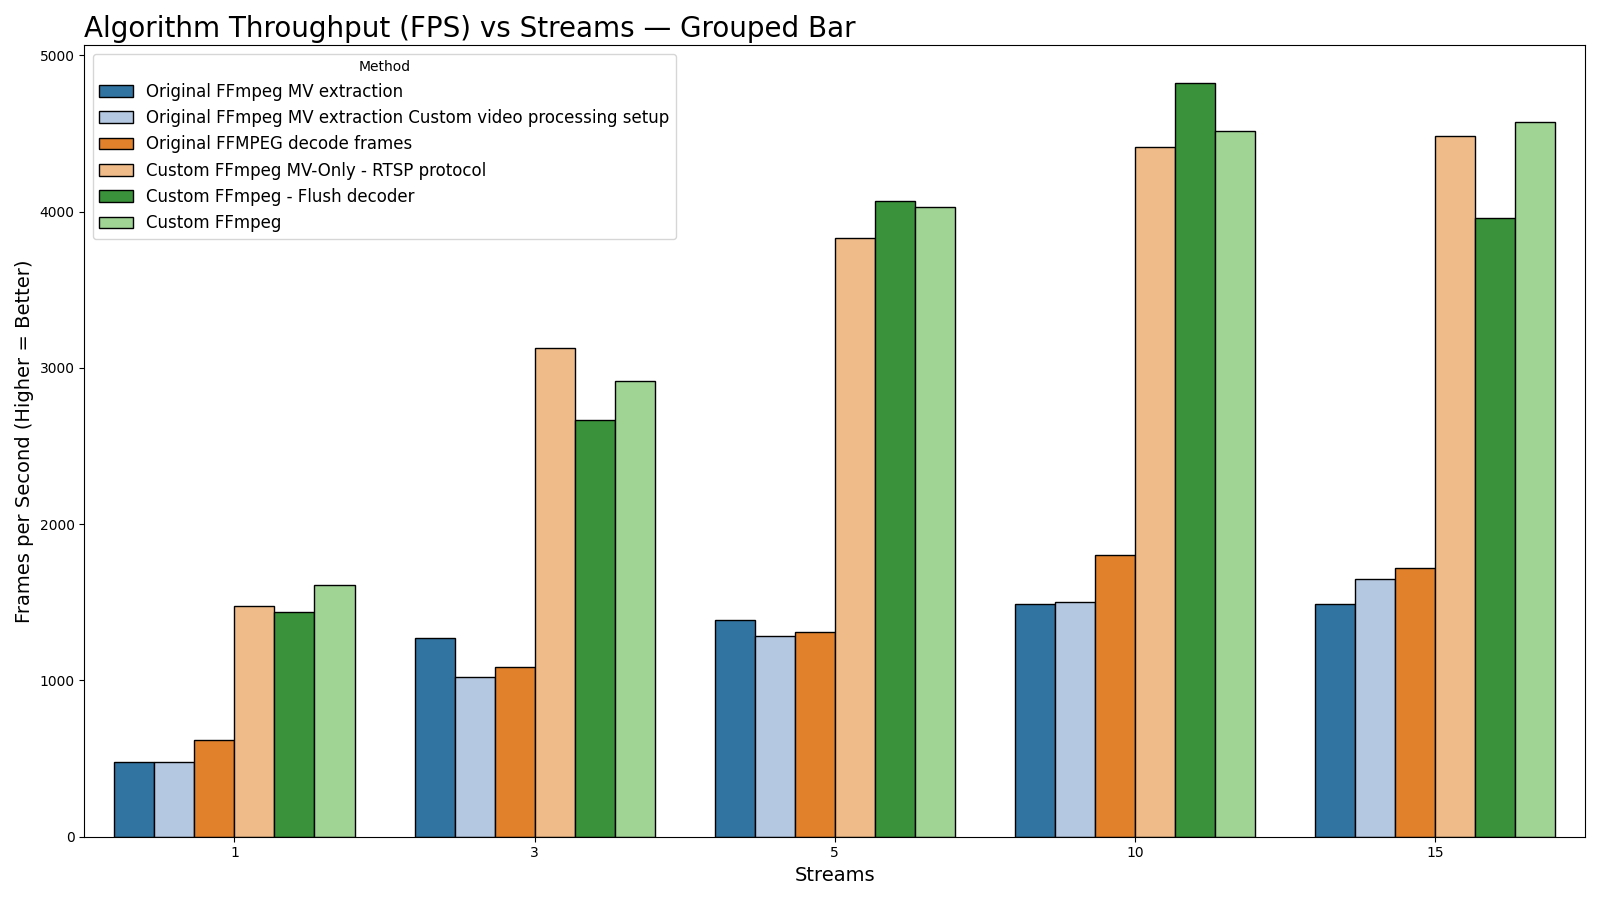 Algorithm Throughput (FPS) vs Streams — Grouped Bar
Method
Original FFmpeg MV extraction
Original FFmpeg MV extraction Custom video processing setup
Original FFMPEG decode frames
Custom FFmpeg MV-Only - RTSP protocol
Custom FFmpeg - Flush decoder
Custom FFmpeg
Frames per Second (Higher = Better)
5000
4000
3000
2000
1000
0
1 3 5 10 15
Streams